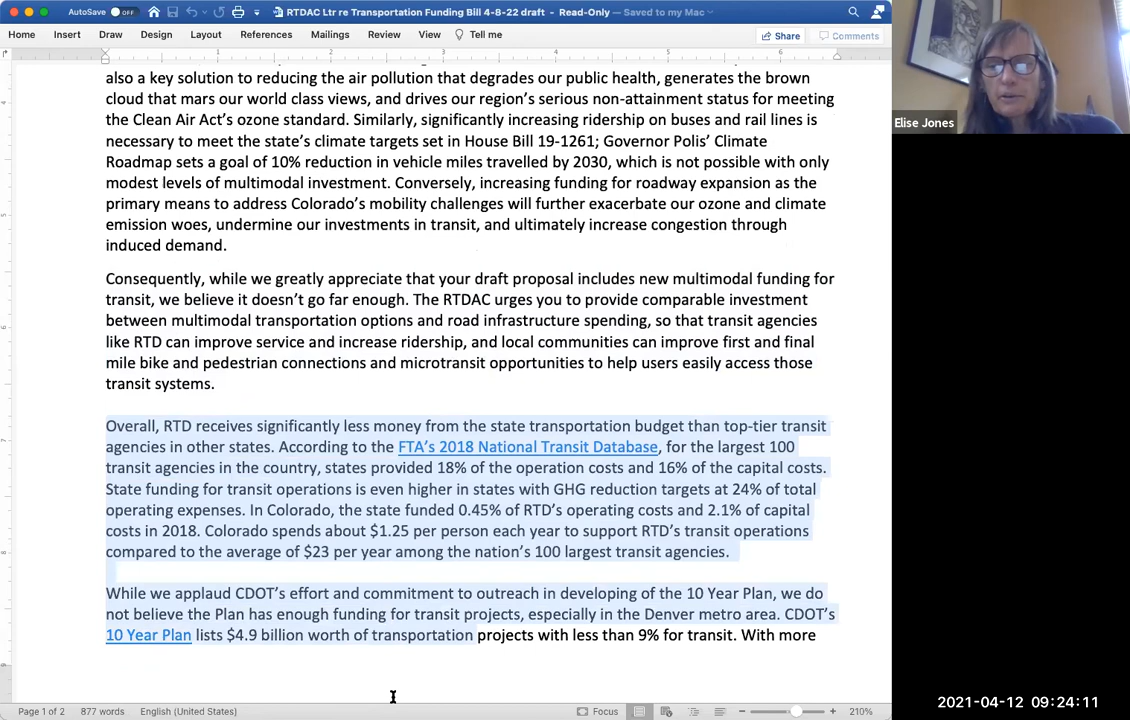 AutoSave OFF
RTDAC Ltr re Transportation Funding Bill 4-8-22 draft - Read-Only — Saved to my Mac
Home Insert Draw Design Layout References Mailings Review View Tell me Share Comments
1 2 3 4 5 6
also a key solution to reducing the air pollution that degrades our public health, generates the brown
cloud that mars our world class views, and drives our region's serious non-attainment status for meeting
the Clean Air Act's ozone standard. Similarly, significantly increasing ridership on buses and rail lines is
necessary to meet the state's climate targets set in House Bill 19-1261; Governor Polis' Climate
Roadmap sets a goal of 10% reduction in vehicle miles travelled by 2030, which is not possible with only
modest levels of multimodal investment. Conversely, increasing funding for roadway expansion as the
primary means to address Colorado's mobility challenges will further exacerbate our ozone and climate
emission woes, undermine our investments in transit, and ultimately increase congestion through
induced demand.
Consequently, while we greatly appreciate that your draft proposal includes new multimodal funding for
transit, we believe it doesn't go far enough. The RTDAC urges you to provide comparable investment
between multimodal transportation options and road infrastructure spending, so that transit agencies
like RTD can improve service and increase ridership, and local communities can improve first and final
mile bike and pedestrian connections and microtransit opportunities to help users easily access those
transit systems.
Overall, RTD receives significantly less money from the state transportation budget than top-tier transit
agencies in other states. According to the FTA's 2018 National Transit Database, for the largest 100
transit agencies in the country, states provided 18% of the operation costs and 16% of the capital costs.
State funding for transit operations is even higher in states with GHG reduction targets at 24% of total
operating expenses. In Colorado, the state funded 0.45% of RTD's operating costs and 2.1% of capital
costs in 2018. Colorado spends about $1.25 per person each year to support RTD's transit operations
compared to the average of $23 per year among the nation's 100 largest transit agencies.
While we applaud CDOT's effort and commitment to outreach in developing of the 10 Year Plan, we do
not believe the Plan has enough funding for transit projects, especially in the Denver metro area. CDOT's
10 Year Plan lists $4.9 billion worth of transportation projects with less than 9% for transit. With more
Page 1 of 2 877 words English (United States) Focus 210%
Elise Jones
2021-04-12 09:24:11